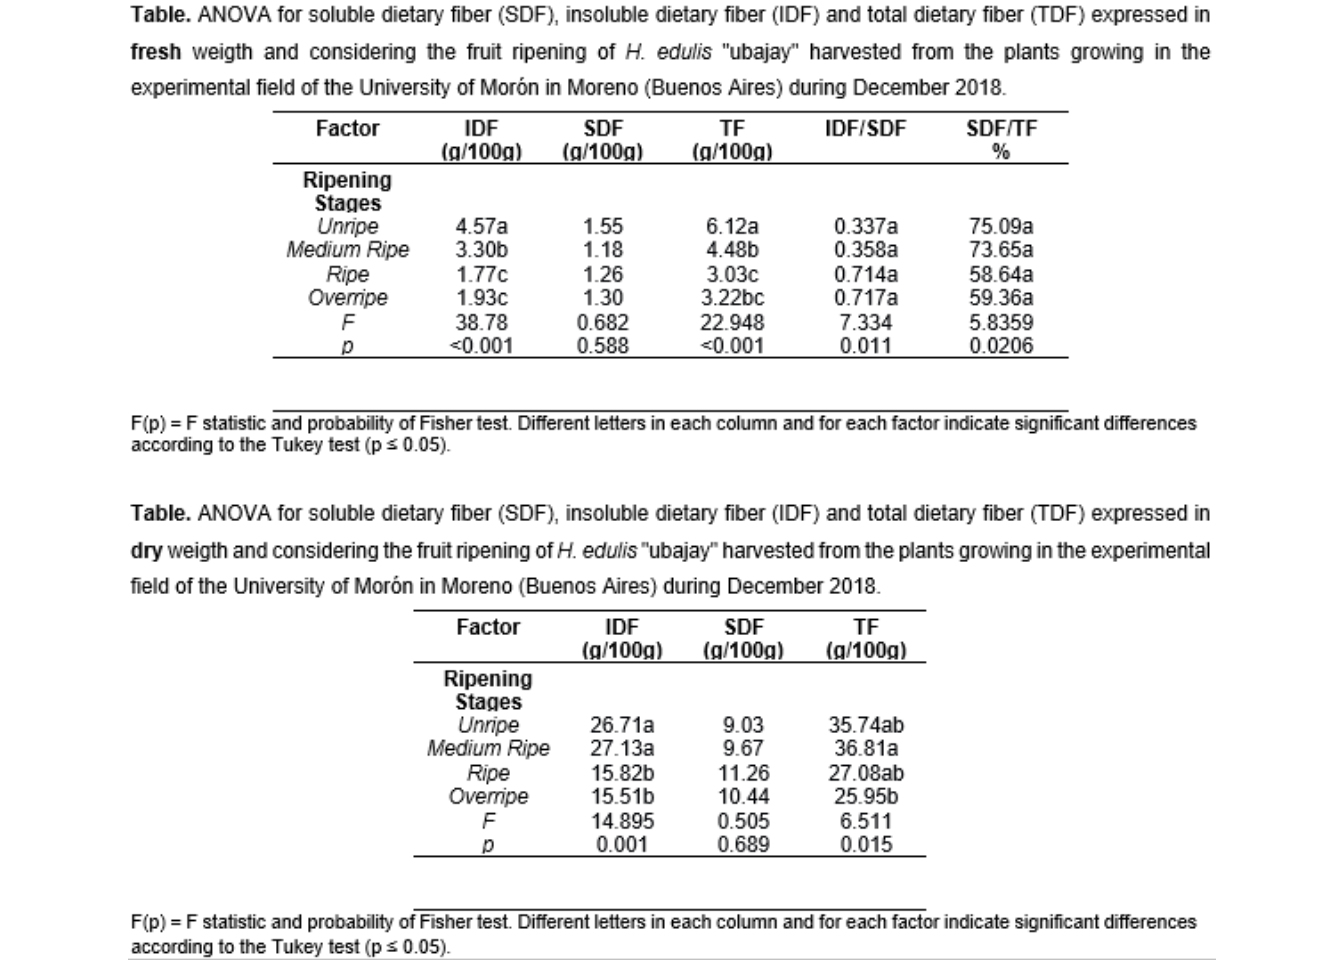 Table. ANOVA for soluble dietary fiber (SDF), insoluble dietary fiber (IDF) and total dietary fiber (TDF) expressed in
fresh weigth and considering the fruit ripening of H. edulis "ubajay" harvested from the plants growing in the
experimental field of the University of Morón in Moreno (Buenos Aires) during December 2018.
Factor IDF SDF TF IDF/SDF SDF/TF
(g/100g) (g/100g) (g/100g) %
Ripening
Stages
Unripe 4.57a 1.55 6.12a 0.337a 75.09a
Medium Ripe 3.30b 1.18 4.48b 0.358a 73.65a
Ripe 1.77c 1.26 3.03c 0.714a 58.64a
Overripe 1.93c 1.30 3.22bc 0.717a 59.36a
F 38.78 0.682 22.948 7.334 5.8359
p <0.001 0.588 <0.001 0.011 0.0206
F(p) = F statistic and probability of Fisher test. Different letters in each column and for each factor indicate significant differences
according to the Tukey test (p ≤ 0.05).
Table. ANOVA for soluble dietary fiber (SDF), insoluble dietary fiber (IDF) and total dietary fiber (TDF) expressed in
dry weigth and considering the fruit ripening of H. edulis "ubajay" harvested from the plants growing in the experimental
field of the University of Morón in Moreno (Buenos Aires) during December 2018.
Factor IDF SDF TF
(g/100g) (g/100g) (g/100g)
Ripening
Stages
Unripe 26.71a 9.03 35.74ab
Medium Ripe 27.13a 9.67 36.81a
Ripe 15.82b 11.26 27.08ab
Overripe 15.51b 10.44 25.95b
F 14.895 0.505 6.511
p 0.001 0.689 0.015
F(p) = F statistic and probability of Fisher test. Different letters in each column and for each factor indicate significant differences
according to the Tukey test (p ≤ 0.05).